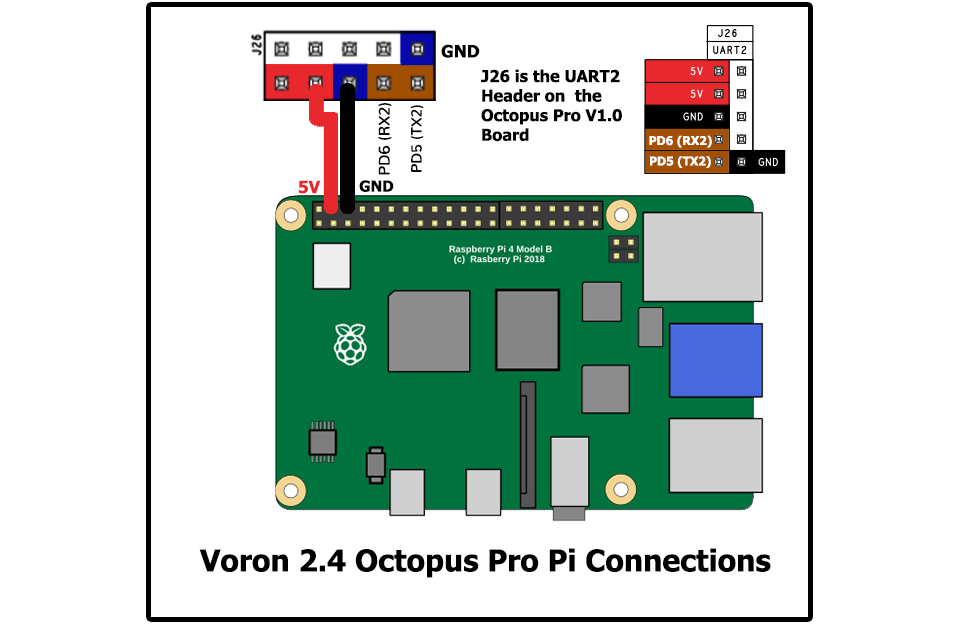 J26
GND
J26 is the UART2
Header on the
Octopus Pro V1.0
Board
PD6 (RX2)
PD5 (TX2)
5V
GND
J26
UART2
5V
5V
GND
PD6 (RX2)
PD5 (TX2)
GND
Raspberry Pi 4 Model B
(c) Rasberry Pi 2018
Voron 2.4 Octopus Pro Pi Connections